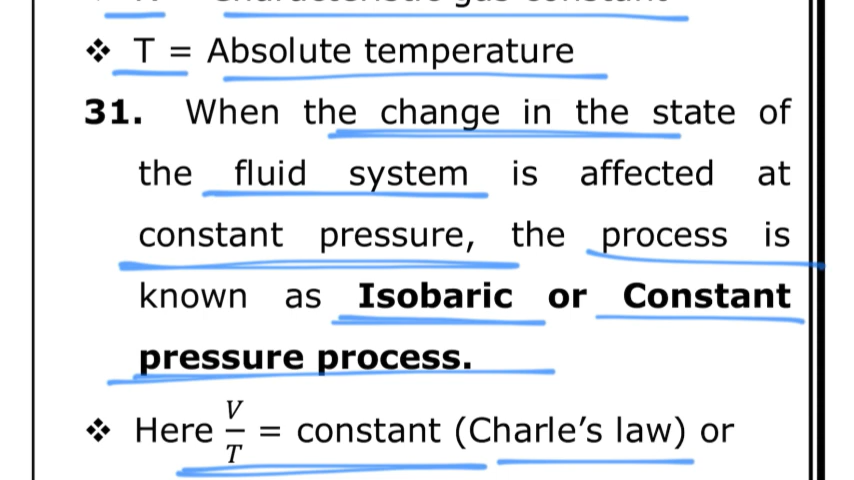 ❖ T = Absolute temperature
31. When the change in the state of
the fluid system is affected at
constant pressure, the process is
known as Isobaric or Constant
pressure process.
❖ Here V/T = constant (Charle’s law) or